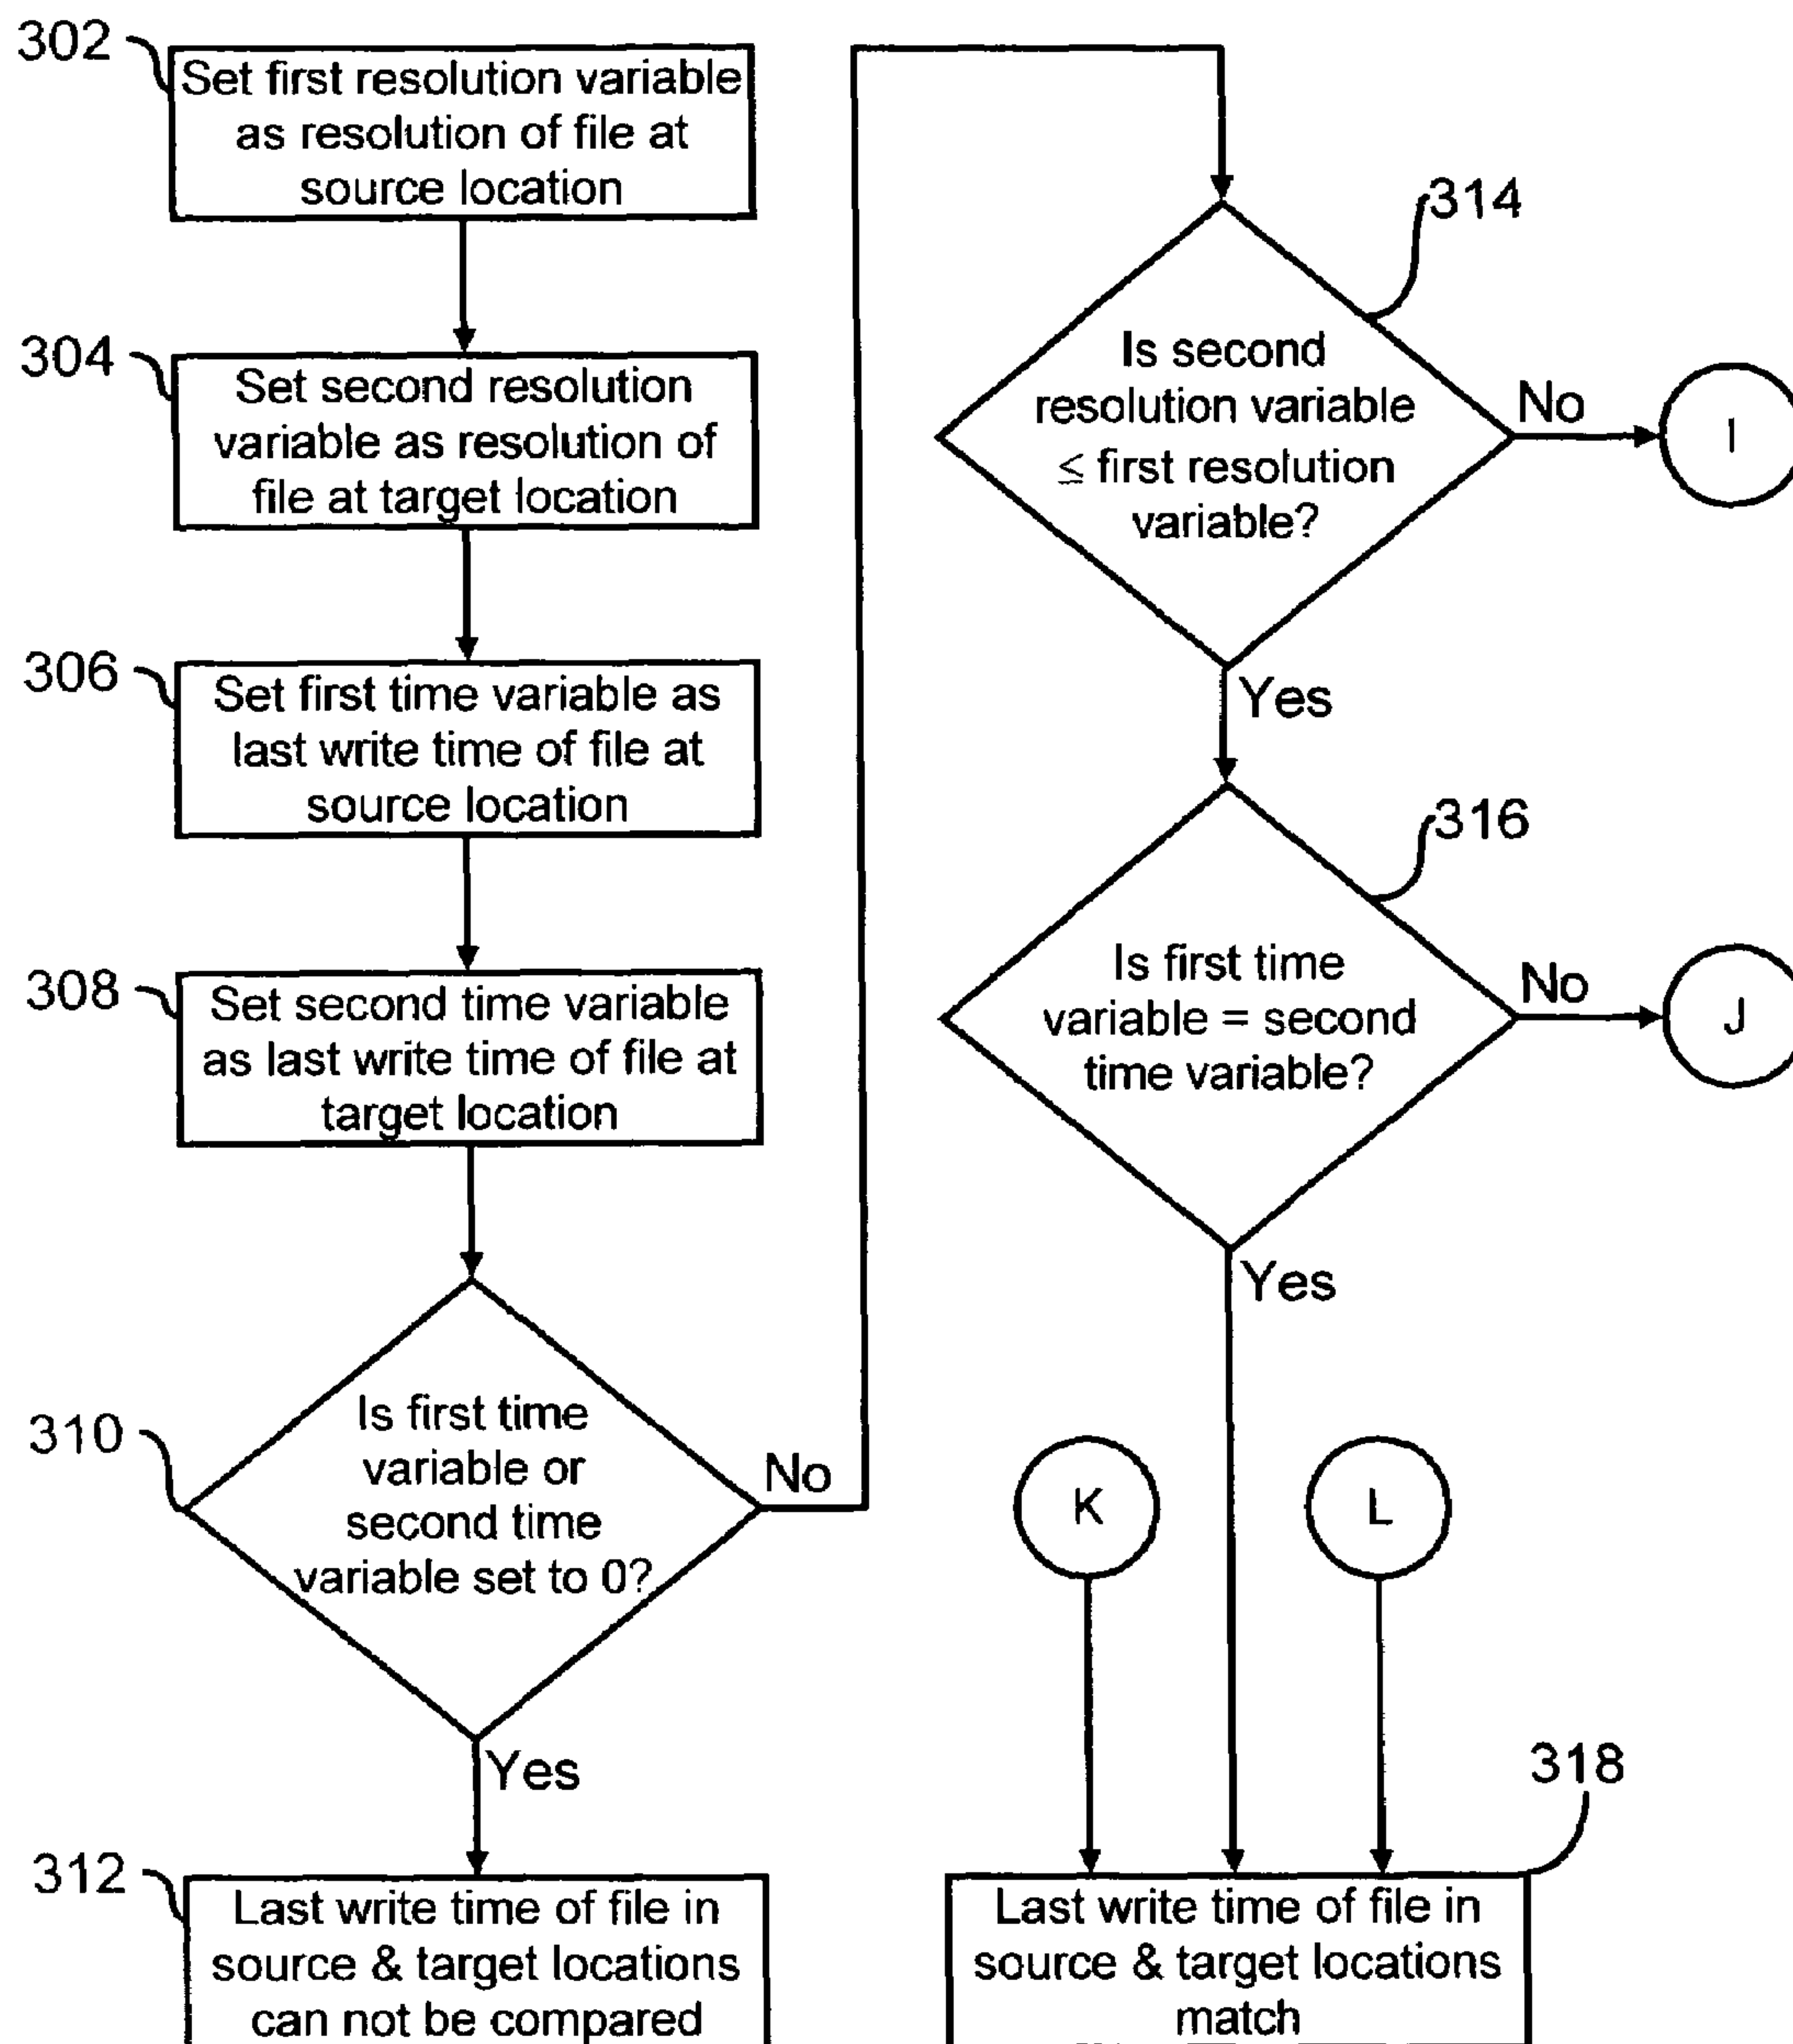 302
Set first resolution variable
as resolution of file at
source location
304
Set second resolution
variable as resolution of
file at target location
306
Set first time variable as
last write time of file at
source location
308
Set second time variable
as last write time of file at
target location
310
Is first time
variable or
second time
variable set to 0?
No
Yes
312
Last write time of file in
source & target locations
can not be compared
314
Is second
resolution variable
≤ first resolution
variable?
No
I
Yes
316
Is first time
variable = second
time variable?
No
J
Yes
K
L
318
Last write time of file in
source & target locations
match